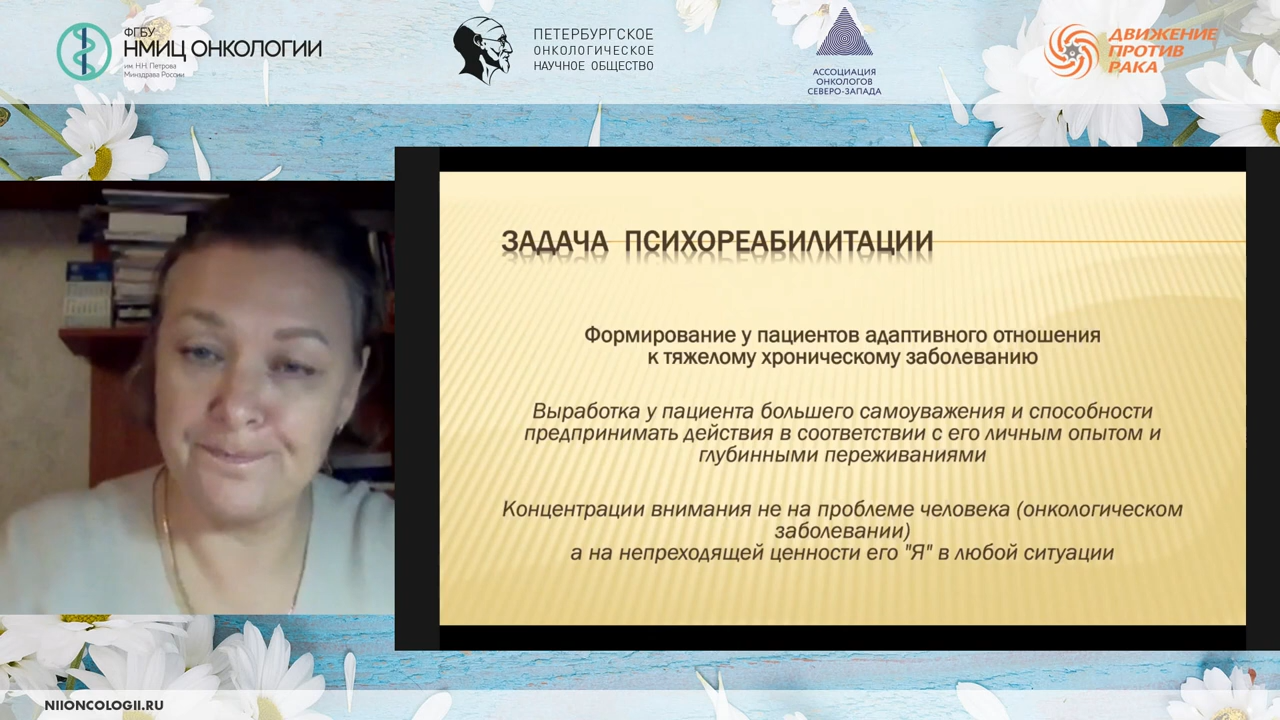 ФГБУ
НМИЦ ОНКОЛОГИИ
им. Н.Н. Петрова
Минздрава России
ПЕТЕРБУРГСКОЕ
ОНКОЛОГИЧЕСКОЕ
НАУЧНОЕ ОБЩЕСТВО
АССОЦИАЦИЯ
ОНКОЛОГОВ
СЕВЕРО-ЗАПАДА
ДВИЖЕНИЕ
ПРОТИВ
РАКА
ЗАДАЧА ПСИХОРЕАБИЛИТАЦИИ
Формирование у пациентов адаптивного отношения
к тяжелому хроническому заболеванию
Выработка у пациента большего самоуважения и способности
предпринимать действия в соответствии с его личным опытом и
глубинными переживаниями
Концентрации внимания не на проблеме человека (онкологическом
заболевании)
а на непреходящей ценности его "Я" в любой ситуации
NIIONCOLOGII.RU